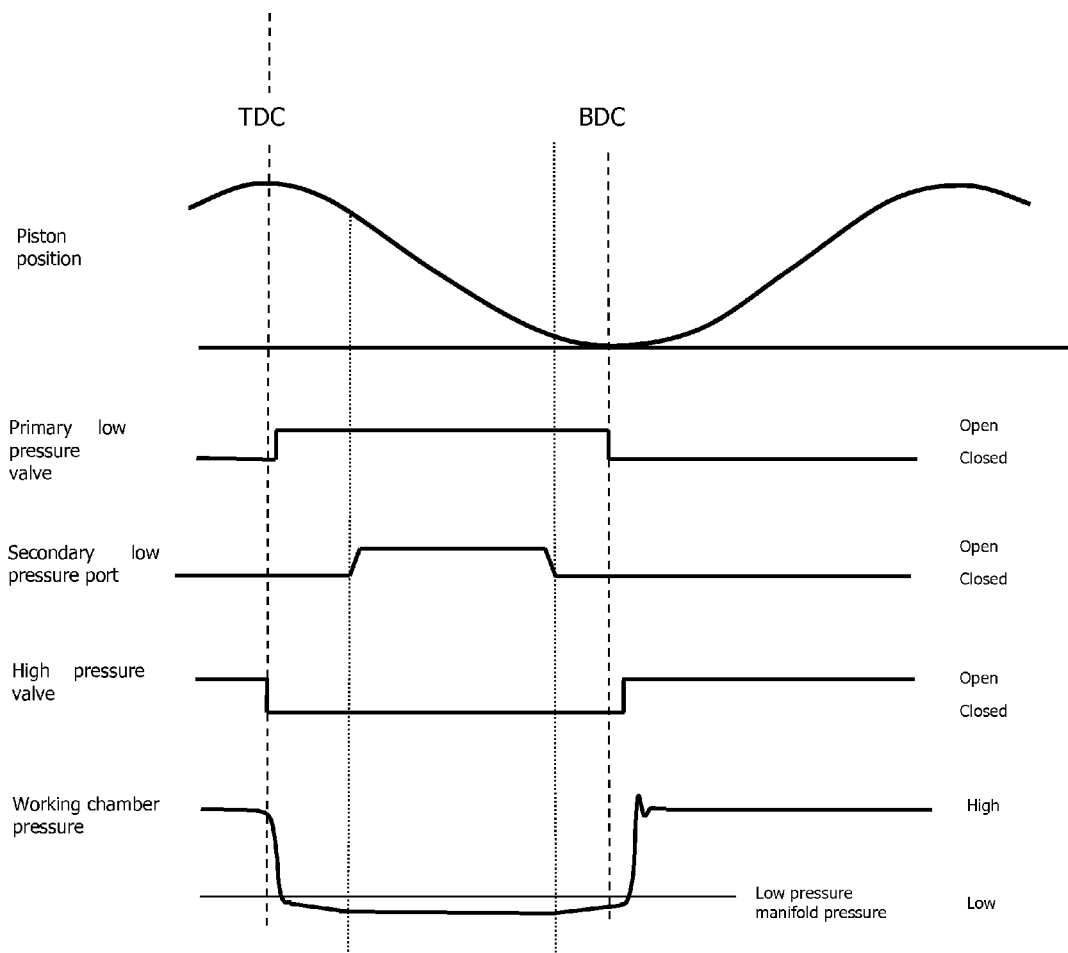 TDC
BDC
Piston
position
Primary low
pressure
valve
Open
Closed
Secondary low
pressure port
Open
Closed
High pressure
valve
Open
Closed
Working chamber
pressure
High
Low pressure
manifold pressure
Low